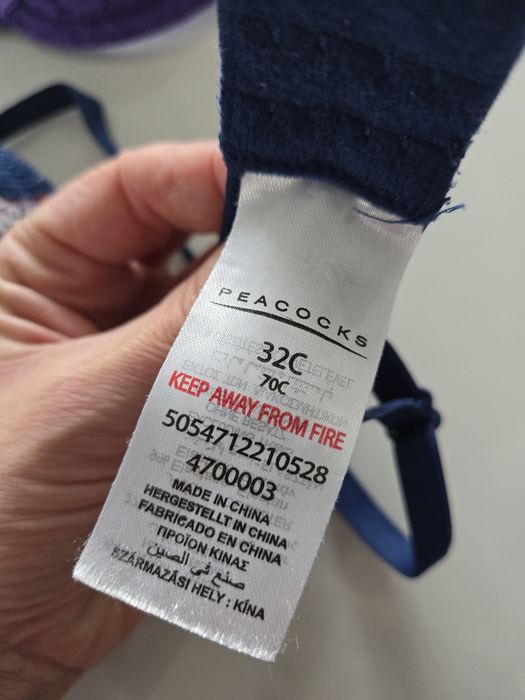 PEACOCKS
32C
70C
KEEP AWAY FROM FIRE
5054712210528
4700003
MADE IN CHINA
HERGESTELLT IN CHINA
FABRICADO EN CHINA
ΠΡΟΪΟΝ ΚΙΝΑΣ
صنع في الصين
SZÁRMAZÁSI HELY : KÍNA